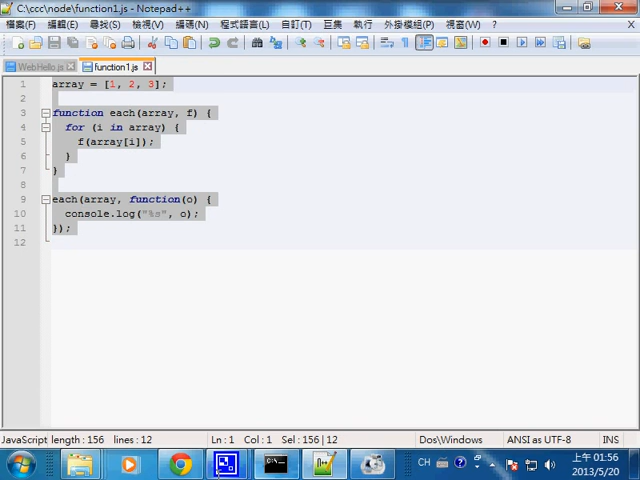 C:\ccc\node\function1.js - Notepad++
檔案(F) 編輯(E) 尋找(S) 檢視(V) 編碼(N) 程式語言(L) 自訂(T) 巨集 執行 外掛模組(P) 視窗(W) ? X
WebHello.js function1.js
1 array = [1, 2, 3];
2
3 function each(array, f) {
4 for (i in array) {
5 f(array[i]);
6 }
7 }
8
9 each(array, function(o) {
10 console.log("%s", o);
11 });
12
JavaScript length : 156 lines : 12 Ln : 1 Col : 1 Sel : 156 | 12 Dos\Windows ANSI as UTF-8 INS
CH 上午 01:56
2013/5/20